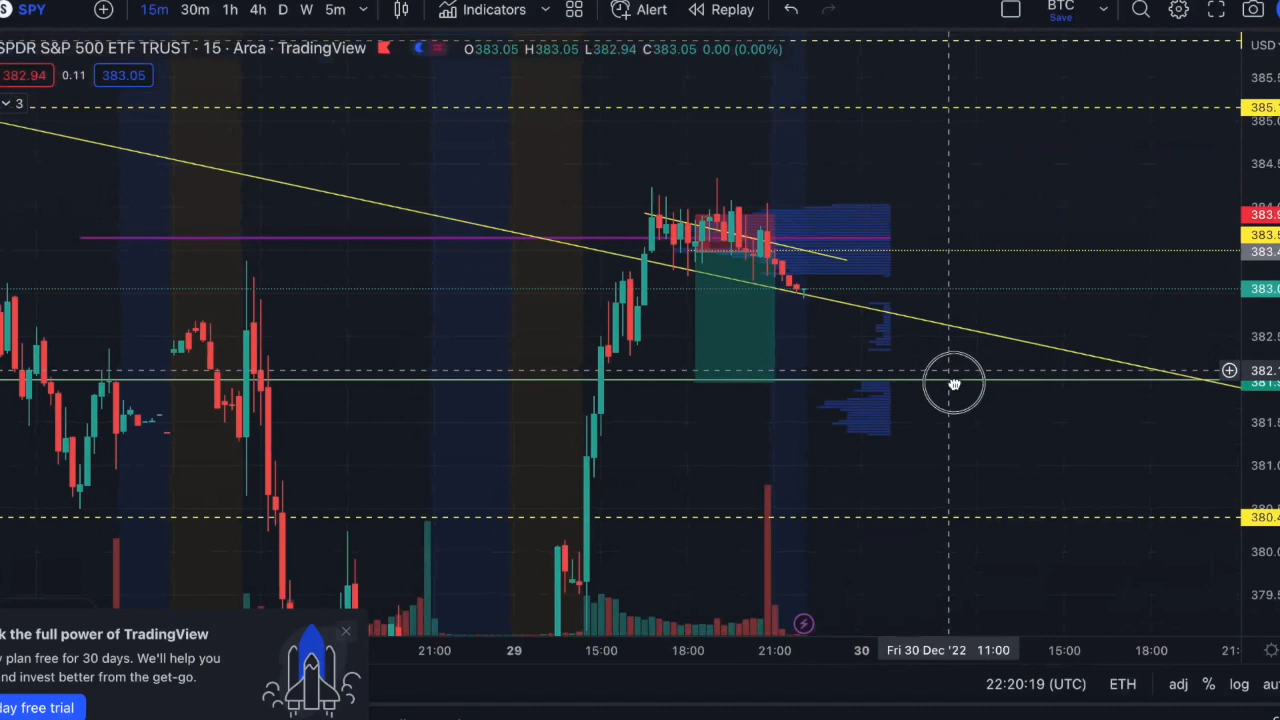 S SPY 15m 30m 1h 4h D W 5m Indicators Alert Replay BTC
Save
SPDR S&P 500 ETF TRUST · 15 · Arca · TradingView O383.05 H383.05 L382.94 C383.05 0.00 (0.00%) USD
382.94 0.11 383.05
385.5
3
385.1
385.0
384.5
383.9
383.5
383.4
383.0
382.5
382.1
381.5
381.0
380.4
380.0
379.5
k the full power of TradingView
y plan free for 30 days. We'll help you
nd invest better from the get-go.
day free trial
21:00 29 15:00 18:00 21:00 30 Fri 30 Dec '22 11:00 15:00 18:00 21:
22:20:19 (UTC) ETH adj % log au